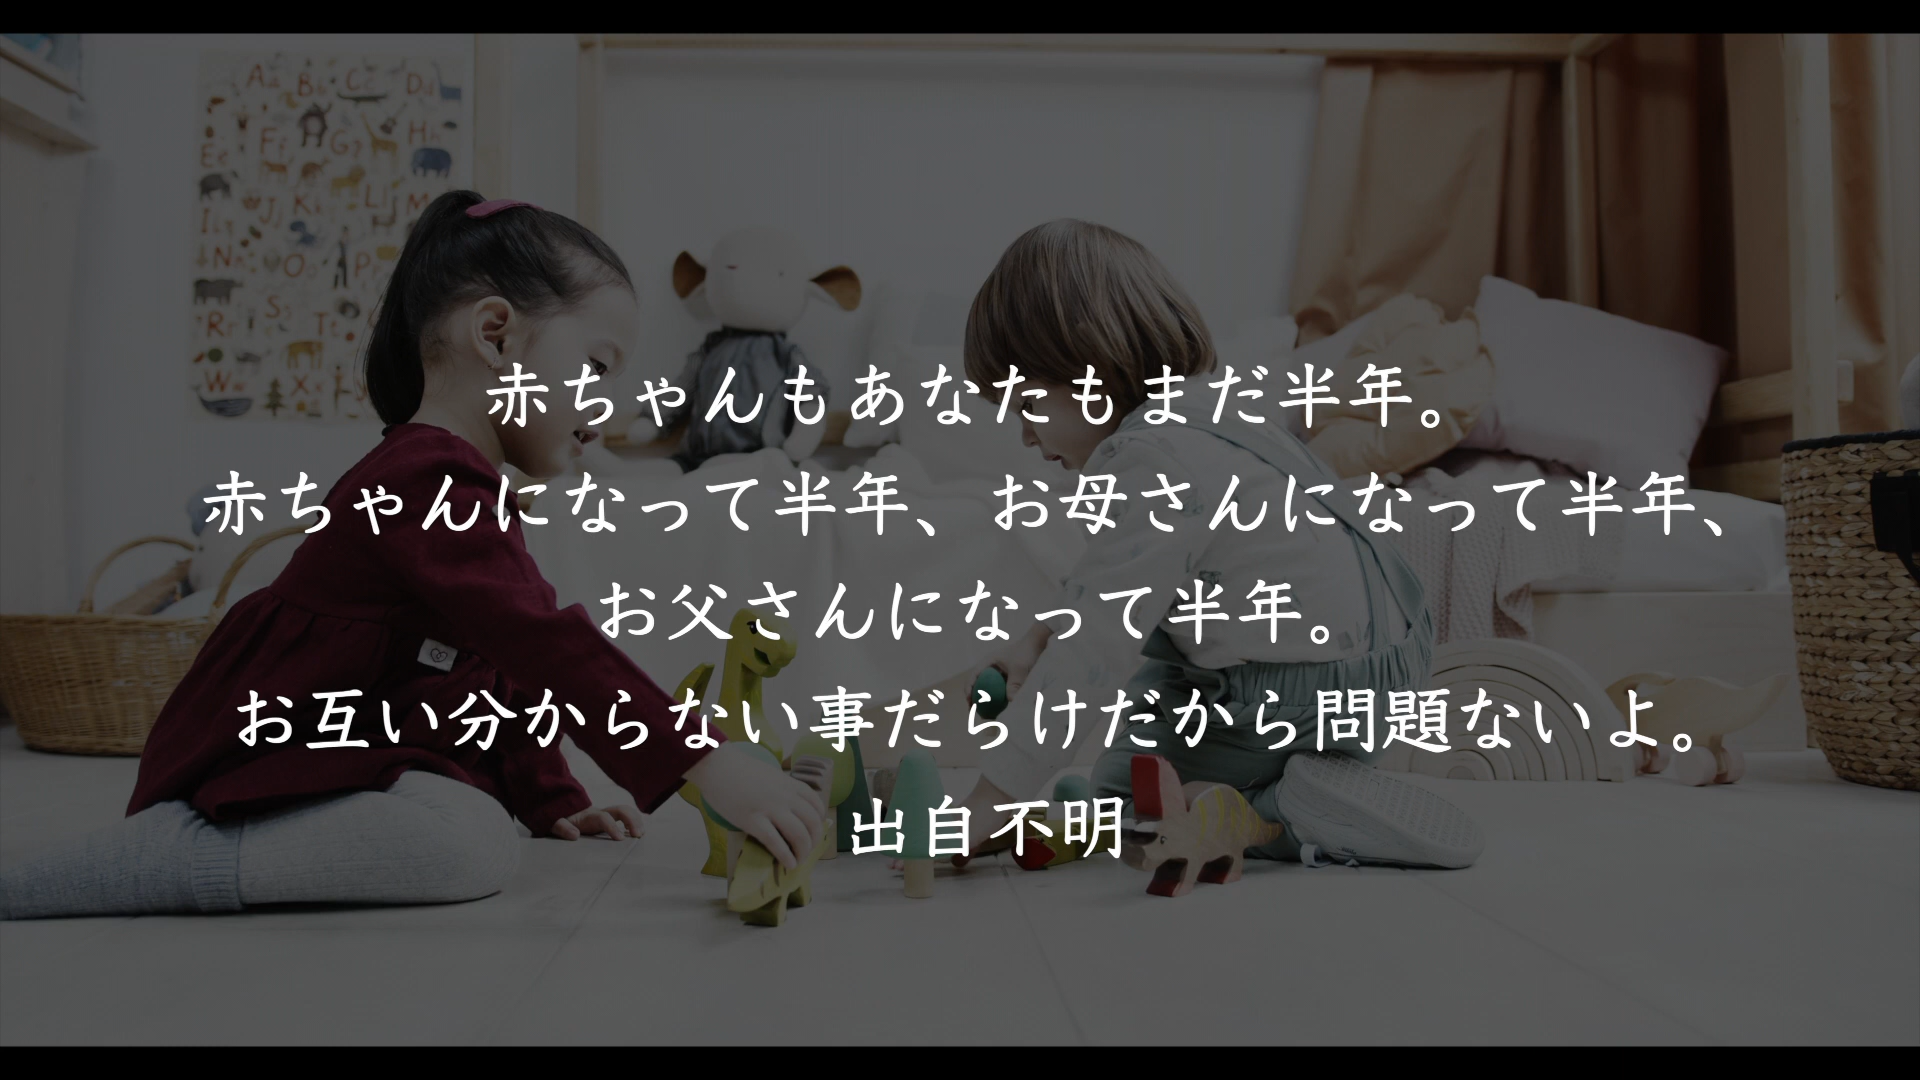 A B C D
E F G H
I J K L M
N O P
R S T
W X
赤ちゃんもあなたもまだ半年。
赤ちゃんになって半年、お母さんになって半年、
お父さんになって半年。
お互い分からない事だらけだから問題ないよ。
出自不明